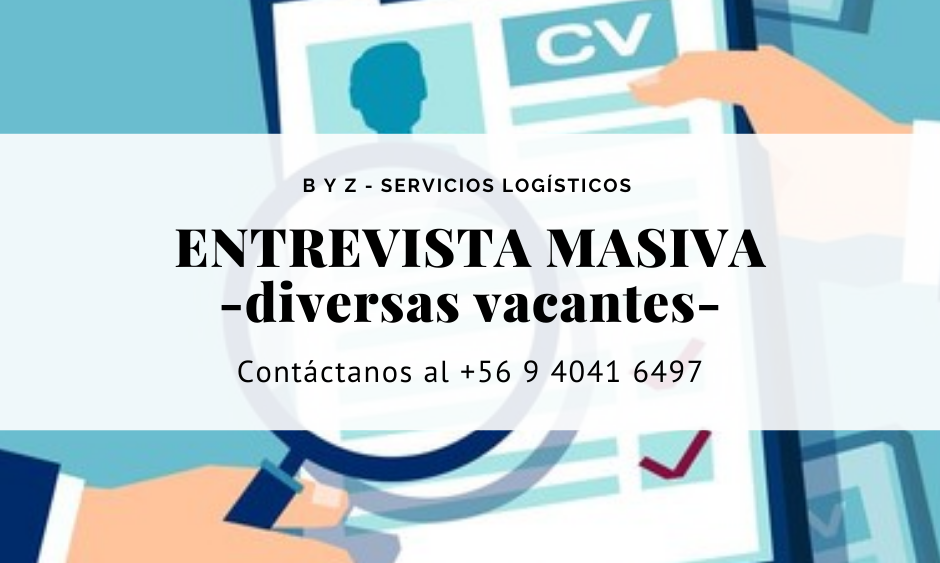 CV
B Y Z - SERVICIOS LOGÍSTICOS
ENTREVISTA MASIVA
-diversas vacantes-
Contáctanos al +56 9 4041 6497